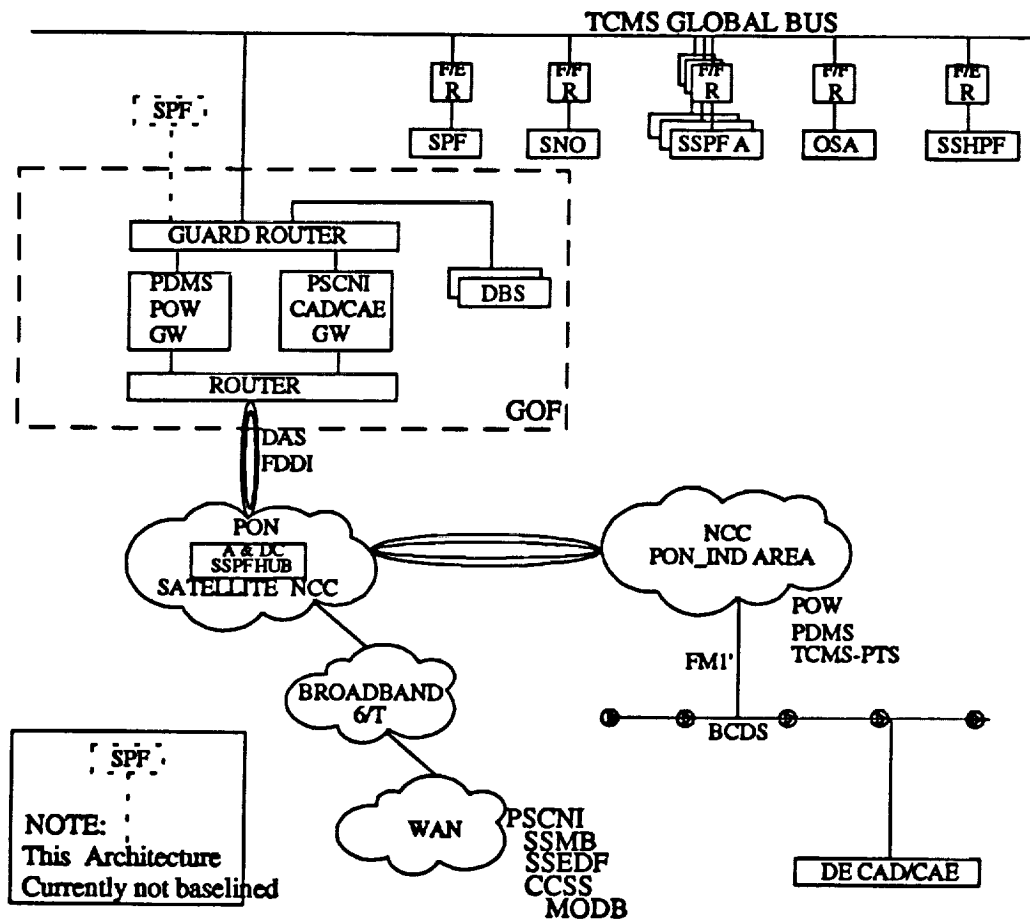 TCMS GLOBAL BUS
F/E
R
F/F
R
F/F
R
F/F
R
F/E
R
SPF
SPF
SNO
SSPF A
OSA
SSHPF
GUARD ROUTER
PDMS
POW
GW
PSCNI
CAD/CAE
GW
DBS
ROUTER
GOF
DAS
FDDI
PON
A & DC
SSPF HUB
SATELLITE NCC
NCC
PON_IND AREA
POW
PDMS
TCMS-PTS
FM1'
BROADBAND
6/T
BCDS
SPF
NOTE:
This Architecture
Currently not baselined
WAN
PSCNI
SSMB
SSEDF
CCSS
MODB
DE CAD/CAE